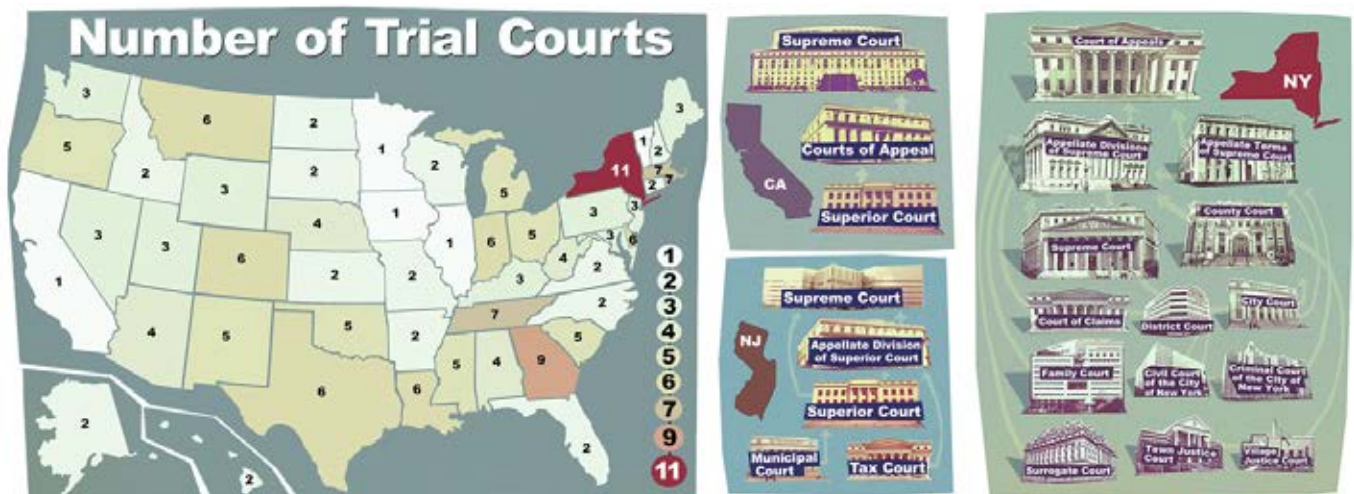 Number of Trial Courts
3
6
2
1
3
5
2
3
2
2
1
2
11
5
7
7
2
3
3
6
1
3
3
6
4
1
1
6
5
4
2
2
2
3
2
7
2
4
5
5
2
5
4
9
5
6
6
2
2
2
1
2
3
4
5
6
7
9
11
Supreme Court
Courts of Appeal
CA
Superior Court
Supreme Court
NJ
Appellate Division
of Superior Court
Superior Court
Municipal
Court
Tax Court
Court of Appeals
NY
Appellate Divisions
of Supreme Court
Appellate Terms
of Supreme Court
Supreme Court
County Court
Court of Claims
District Court
City Court
Family Court
Civil Court
of the City of
New York
Criminal Court
of the City of
New York
Surrogate Court
Town Justice
Court
Village
Justice Court